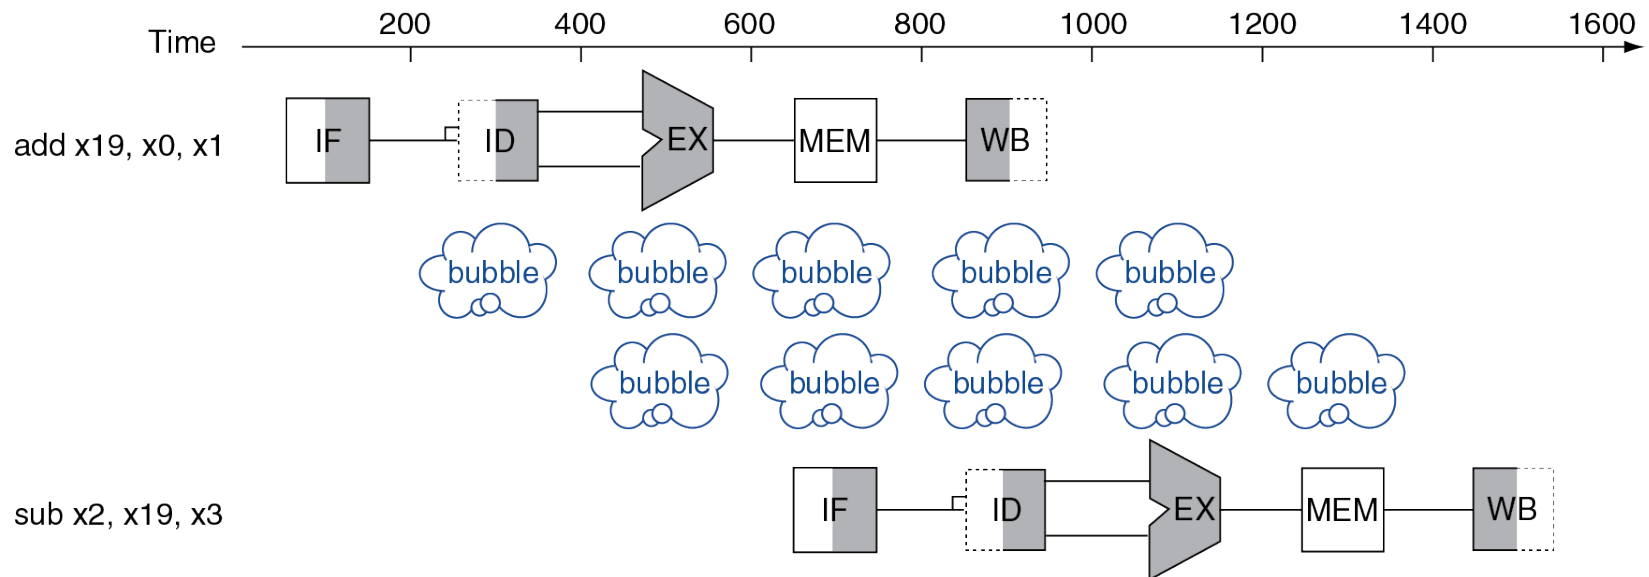 200 400 600 800 1000 1200 1400 1600
Time
add x19, x0, x1 IF ID EX MEM WB
bubble bubble bubble bubble bubble
bubble bubble bubble bubble bubble
sub x2, x19, x3 IF ID EX MEM WB